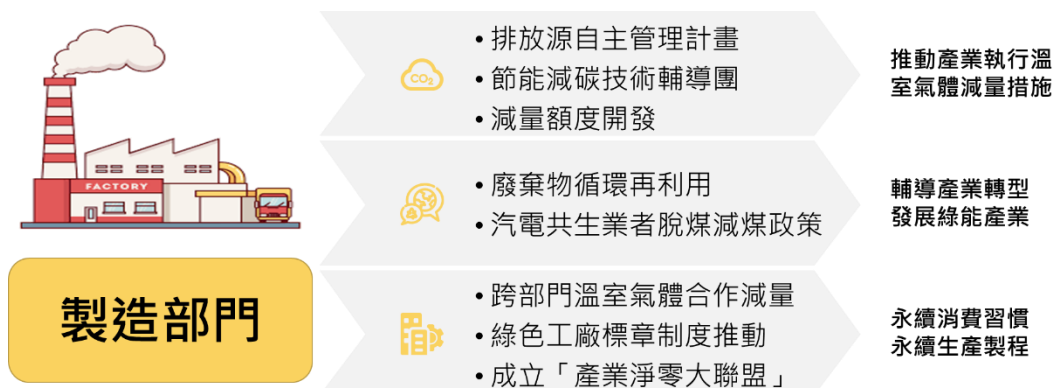 • 排放源自主管理計畫
• 節能減碳技術輔導團
• 減量額度開發
推動產業執行溫
室氣體減量措施
CO₂
FACTORY
• 廢棄物循環再利用
• 汽電共生業者脫煤減煤政策
輔導產業轉型
發展綠能產業
製造部門
• 跨部門溫室氣體合作減量
• 綠色工廠標章制度推動
• 成立「產業淨零大聯盟」
永續消費習慣
永續生產製程